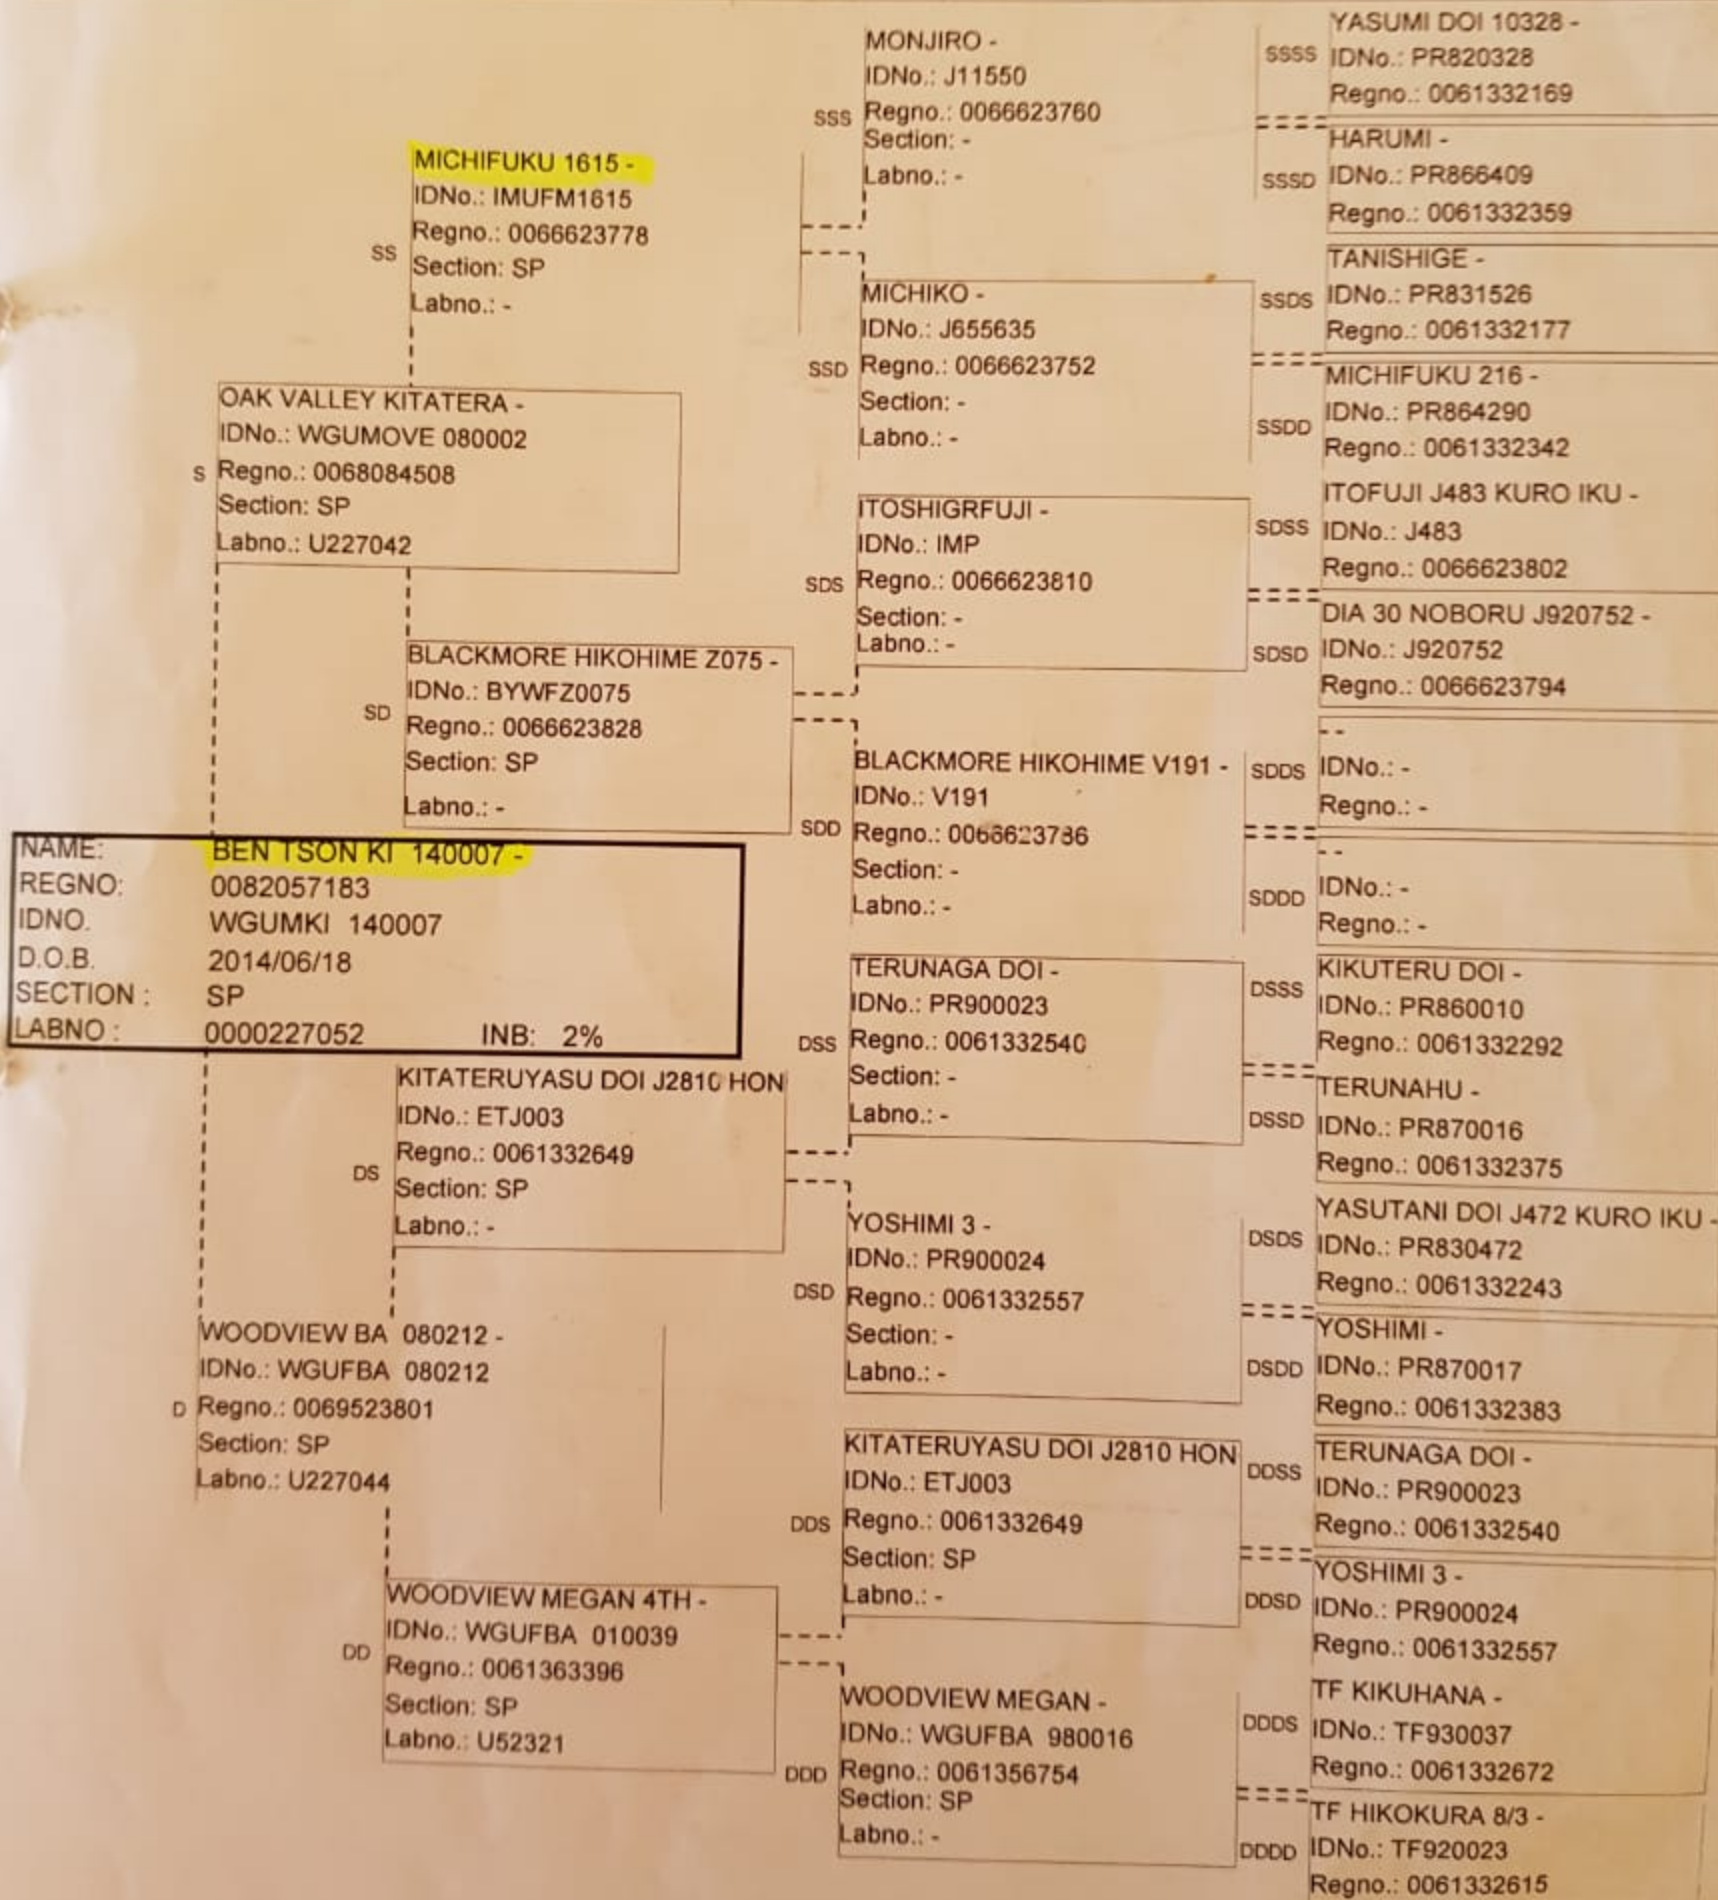 MICHIFUKU 1615 -
IDNo.: IMUFM1615
Regno.: 0066623778
SS
Section: SP
Labno.: -
OAK VALLEY KITATERA -
IDNo.: WGUMOVE 080002
S Regno.: 0068084508
Section: SP
Labno.: U227042
BLACKMORE HIKOHIME Z075 -
IDNo.: BYWFZ0075
SD
Regno.: 0066623828
Section: SP
Labno.: -
NAME: BEN TSON KI 140007 -
REGNO: 0082057183
IDNO. WGUMKI 140007
D.O.B. 2014/06/18
SECTION : SP
LABNO : 0000227052 INB: 2%
KITATERUYASU DOI J2810 HON
IDNo.: ETJ003
Regno.: 0061332649
DS
Section: SP
Labno.: -
WOODVIEW BA 080212 -
IDNo.: WGUFBA 080212
D Regno.: 0069523801
Section: SP
Labno.: U227044
WOODVIEW MEGAN 4TH -
IDNo.: WGUFBA 010039
DD
Regno.: 0061363396
Section: SP
Labno.: U52321
MONJIRO -
IDNo.: J11550
SSS Regno.: 0066623760
Section: -
Labno.: -
MICHIKO -
IDNo.: J655635
SSD Regno.: 0066623752
Section: -
Labno.: -
ITOSHIGRFUJI -
IDNo.: IMP
SDS Regno.: 0066623810
Section: -
Labno.: -
BLACKMORE HIKOHIME V191 -
IDNo.: V191
SDD Regno.: 0066623786
Section: -
Labno.: -
TERUNAGA DOI -
IDNo.: PR900023
DSS Regno.: 0061332540
Section: -
Labno.: -
YOSHIMI 3 -
IDNo.: PR900024
DSD Regno.: 0061332557
Section: -
Labno.: -
KITATERUYASU DOI J2810 HON
IDNo.: ETJ003
DDS Regno.: 0061332649
Section: SP
Labno.: -
WOODVIEW MEGAN -
IDNo.: WGUFBA 980016
DDD Regno.: 0061356754
Section: SP
Labno.: -
YASUMI DOI 10328 -
SSSS IDNo.: PR820328
Regno.: 0061332169
HARUMI -
SSSD IDNo.: PR866409
Regno.: 0061332359
TANISHIGE -
SSDS IDNo.: PR831526
Regno.: 0061332177
MICHIFUKU 216 -
IDNo.: PR864290
SSDD
Regno.: 0061332342
ITOFUJI J483 KURO IKU -
SDSS IDNo.: J483
Regno.: 0066623802
DIA 30 NOBORU J920752 -
SDSD IDNo.: J920752
Regno.: 0066623794
- -
SDDS IDNo.: -
Regno.: -
- -
SDDD IDNo.: -
Regno.: -
KIKUTERU DOI -
DSSS
IDNo.: PR860010
Regno.: 0061332292
TERUNAHU -
DSSD IDNo.: PR870016
Regno.: 0061332375
YASUTANI DOI J472 KURO IKU -
DSDS IDNo.: PR830472
Regno.: 0061332243
YOSHIMI -
DSDD IDNo.: PR870017
Regno.: 0061332383
TERUNAGA DOI -
DDSS
IDNo.: PR900023
Regno.: 0061332540
YOSHIMI 3 -
DDSD IDNo.: PR900024
Regno.: 0061332557
TF KIKUHANA -
DDDS IDNo.: TF930037
Regno.: 0061332672
TF HIKOKURA 8/3 -
DDDD IDNo.: TF920023
Regno.: 0061332615